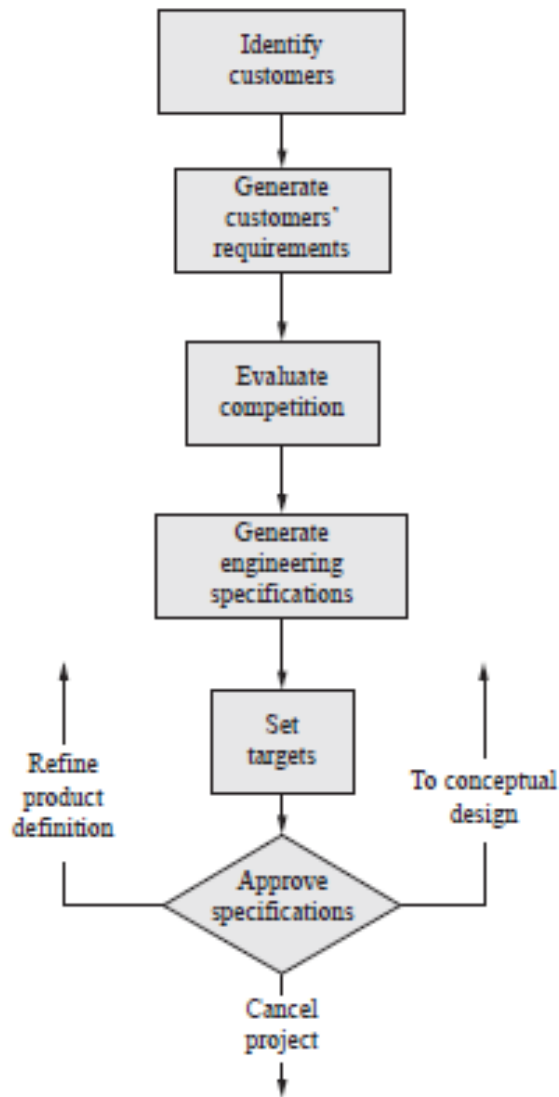 Identify
customers
Generate
customers'
requirements
Evaluate
competition
Generate
engineering
specifications
Set
targets
Refine
product
definition
To conceptual
design
Approve
specifications
Cancel
project